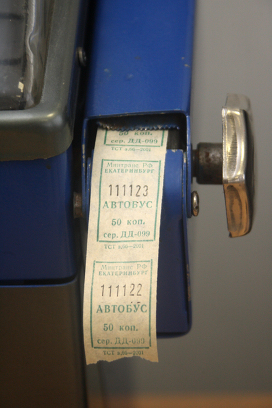 50 коп.
сер. ДД-099
Минтранс РФ
ЕКАТЕРИНБУРГ
111123
АВТОБУС
50 коп.
сер. ДД-099
Минтранс РФ
ЕКАТЕРИНБУРГ
111122
АВТОБУС
50 коп.
сер. ДД-099